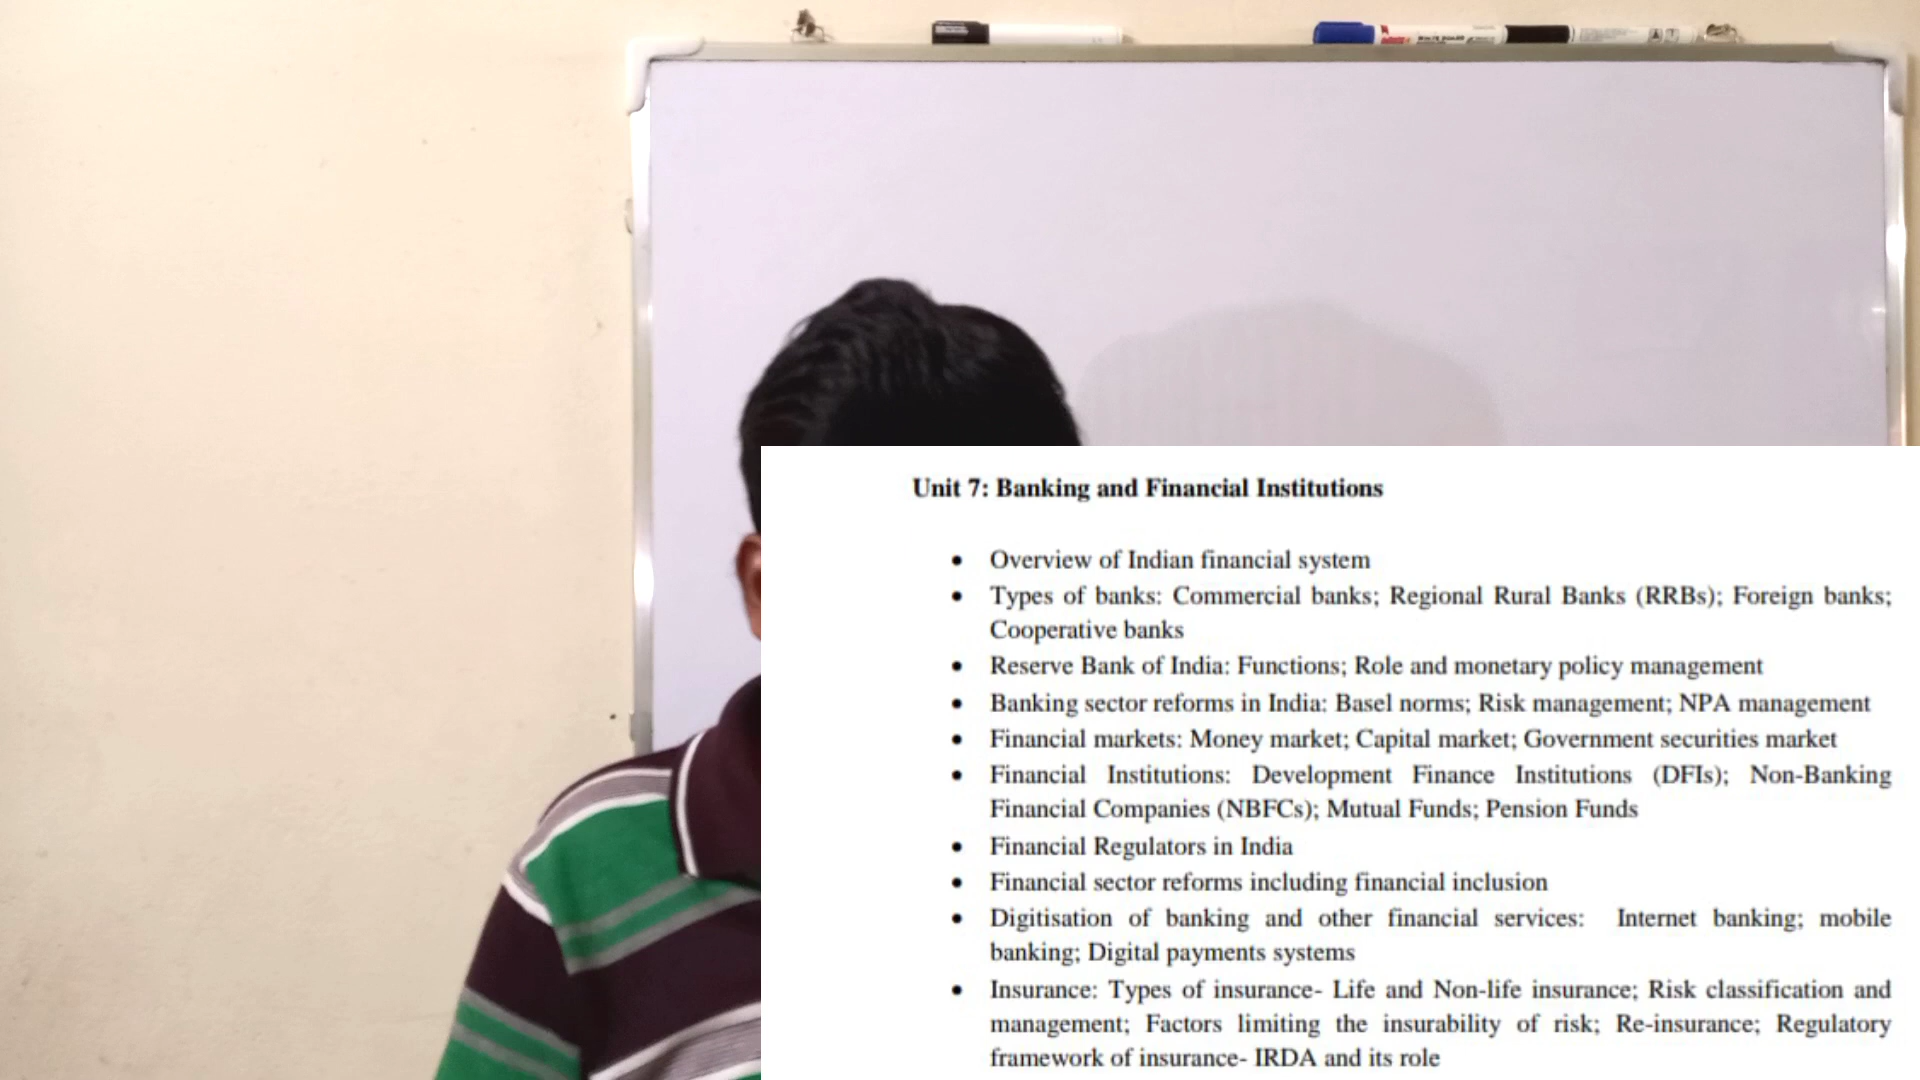 Unit 7: Banking and Financial Institutions
• Overview of Indian financial system
• Types of banks: Commercial banks; Regional Rural Banks (RRBs); Foreign banks;
Cooperative banks
• Reserve Bank of India: Functions; Role and monetary policy management
• Banking sector reforms in India: Basel norms; Risk management; NPA management
• Financial markets: Money market; Capital market; Government securities market
• Financial Institutions: Development Finance Institutions (DFIs); Non-Banking
Financial Companies (NBFCs); Mutual Funds; Pension Funds
• Financial Regulators in India
• Financial sector reforms including financial inclusion
• Digitisation of banking and other financial services: Internet banking; mobile
banking; Digital payments systems
• Insurance: Types of insurance- Life and Non-life insurance; Risk classification and
management; Factors limiting the insurability of risk; Re-insurance; Regulatory
framework of insurance- IRDA and its role